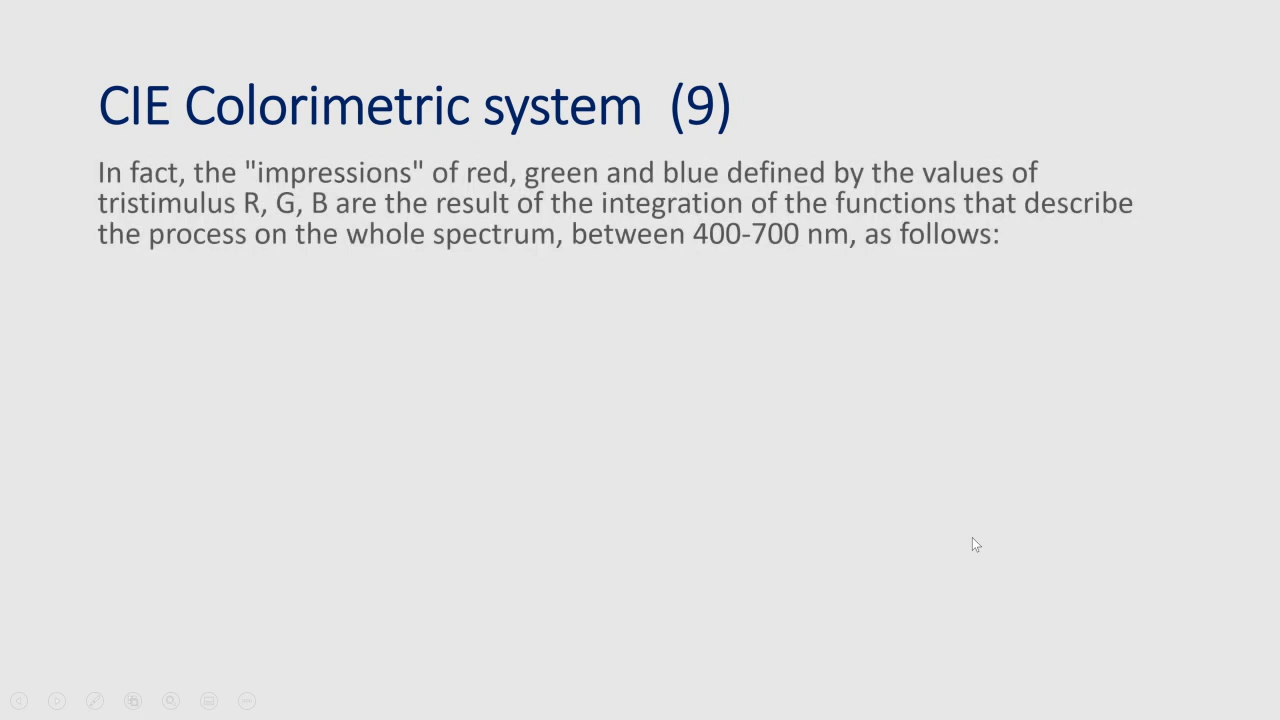 CIE Colorimetric system (9)
In fact, the "impressions" of red, green and blue defined by the values of
tristimulus R, G, B are the result of the integration of the functions that describe
the process on the whole spectrum, between 400-700 nm, as follows: